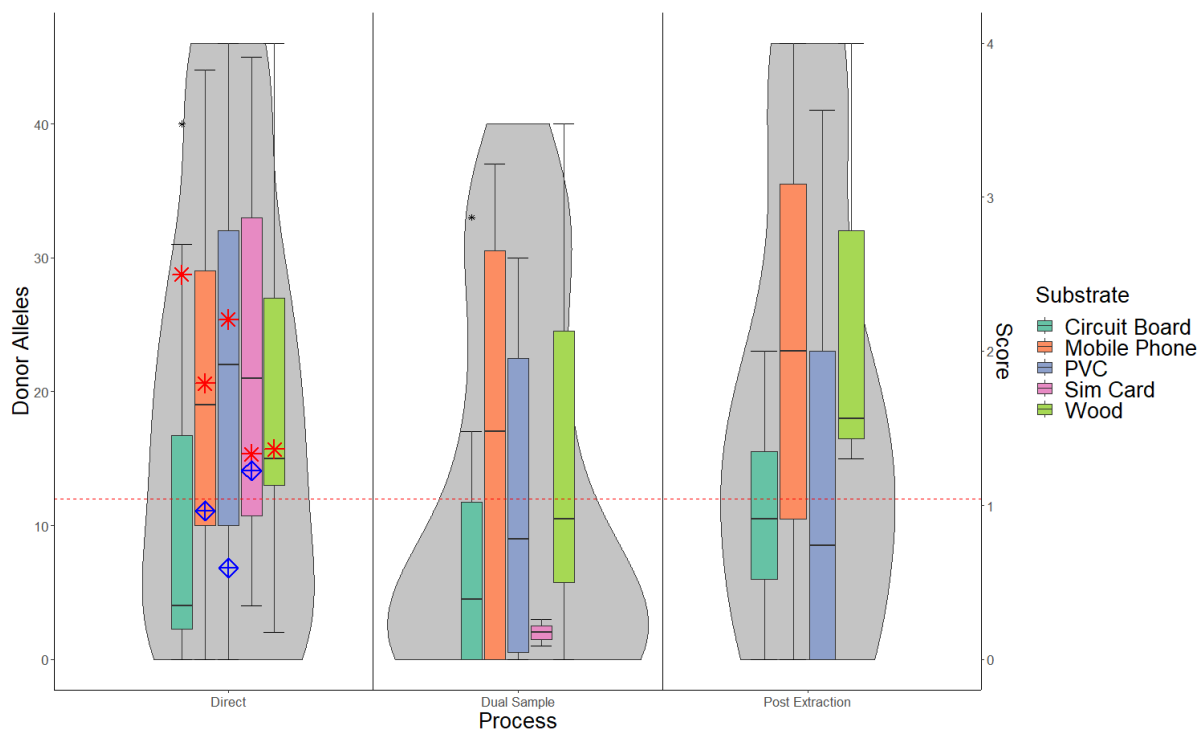 Donor Alleles
40
30
20
10
0
Direct
Dual Sample
Post Extraction
Process
4
3
2
1
0
Score
Substrate
Circuit Board
Mobile Phone
PVC
Sim Card
Wood